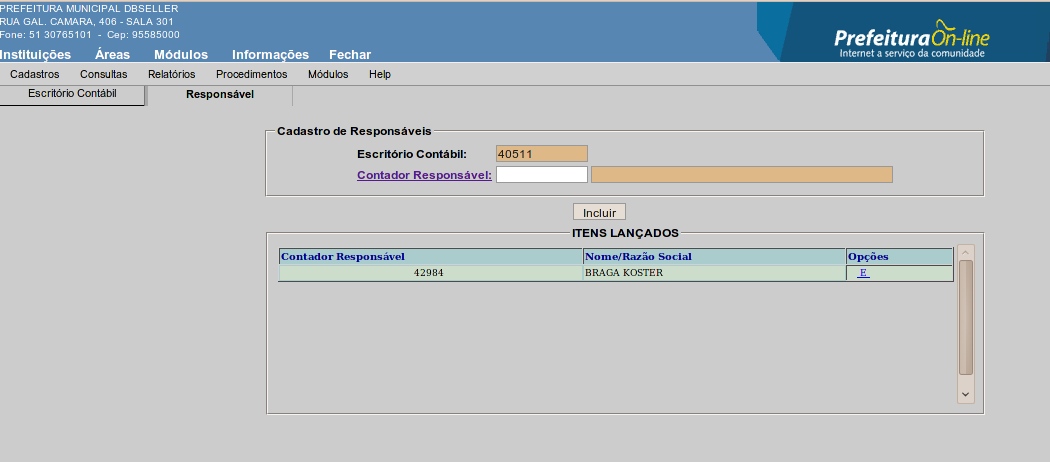 PREFEITURA MUNICIPAL DBSELLER
RUA GAL. CAMARA, 406 - SALA 301
Fone: 51 30765101 - Cep: 95585000
PrefeituraOn-line
Internet a serviço da comunidade
Instituições Áreas Módulos Informações Fechar
Cadastros Consultas Relatórios Procedimentos Módulos Help
Escritório Contábil Responsável
Cadastro de Responsáveis
Escritório Contábil: 40511
Contador Responsável:
Incluir
ITENS LANÇADOS
Contador Responsável Nome/Razão Social Opções
42984 BRAGA KOSTER E